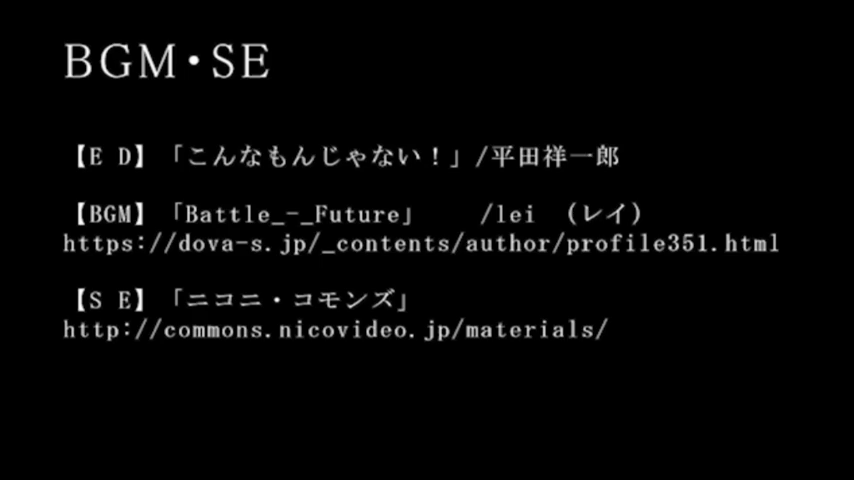 BGM・SE
【E D】「こんなもんじゃない！」/平田祥一郎
【BGM】「Battle_-_Future」　　/lei （レイ）
https://dova-s.jp/_contents/author/profile351.html
【S E】「ニコニ・コモンズ」
http://commons.nicovideo.jp/materials/